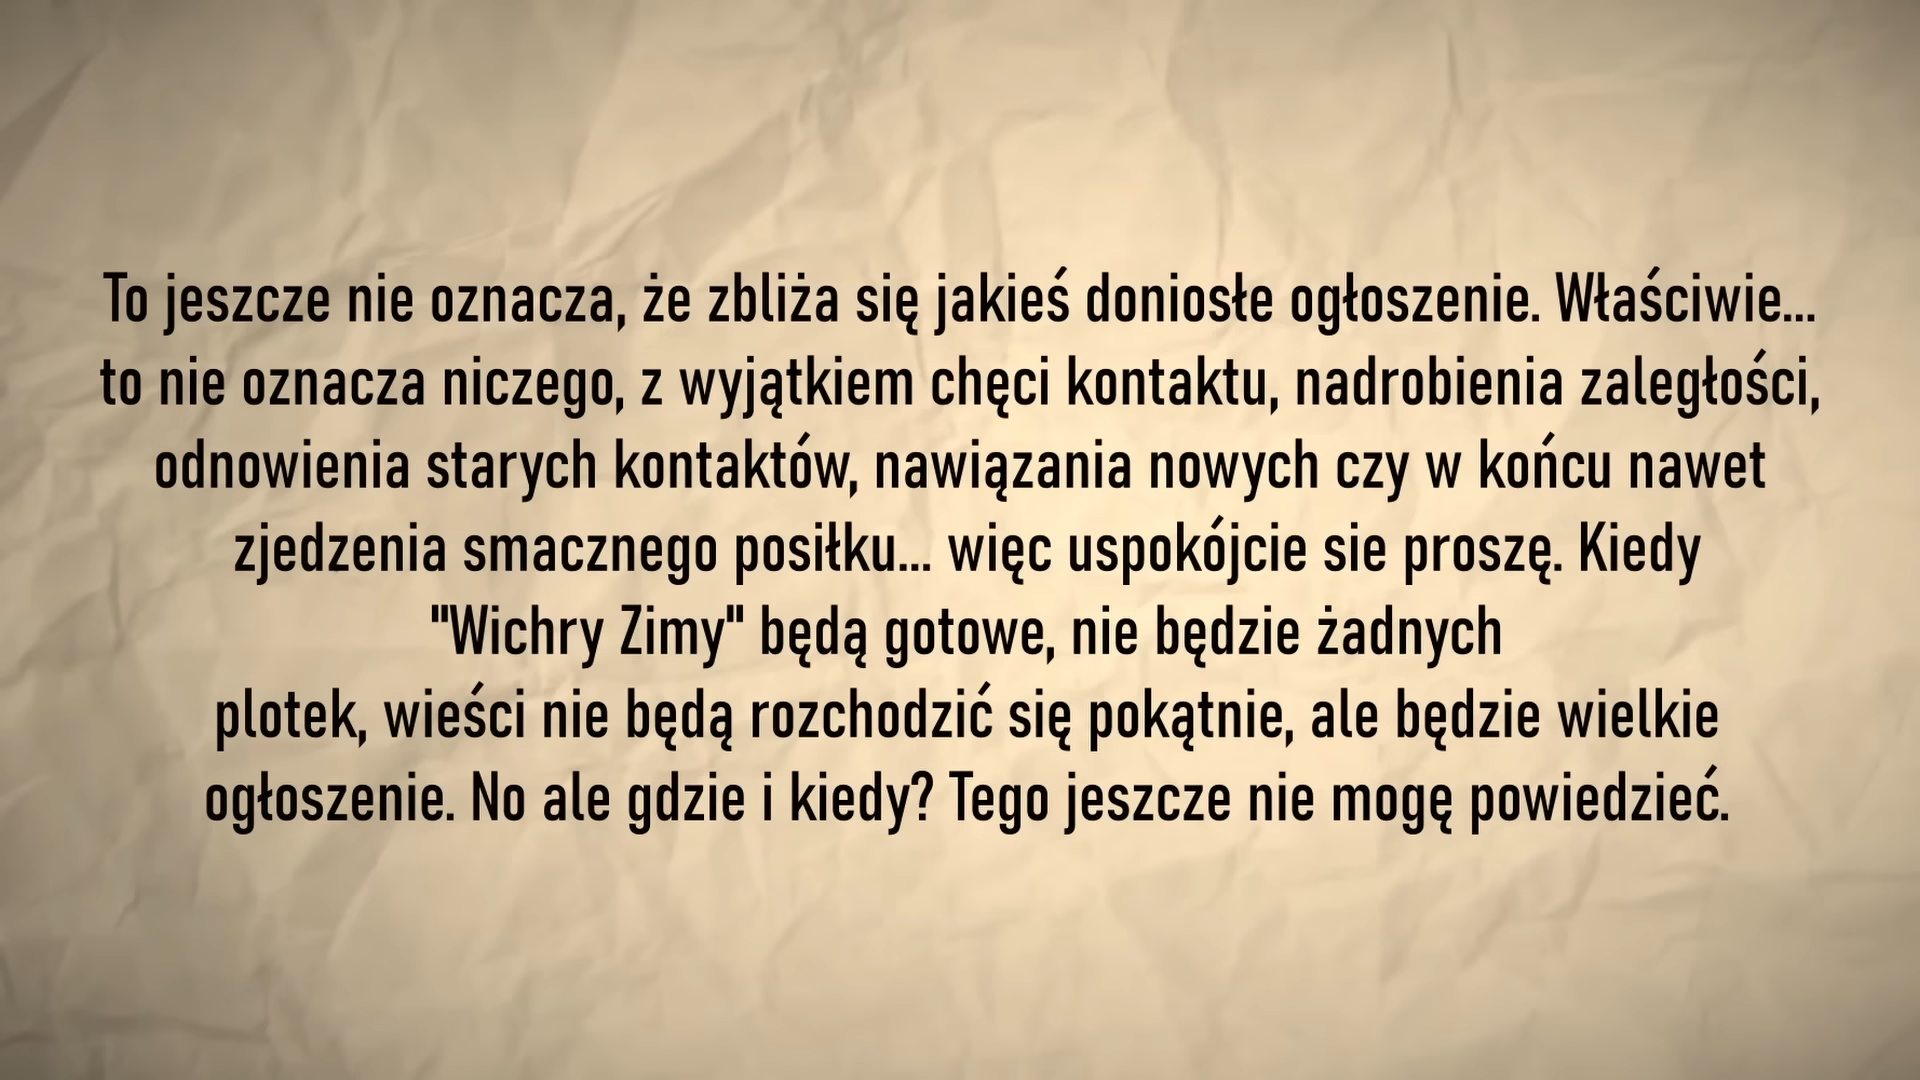 To jeszcze nie oznacza, że zbliża się jakieś doniosłe ogłoszenie. Właściwie...
to nie oznacza niczego, z wyjątkiem chęci kontaktu, nadrobienia zaległości,
odnowienia starych kontaktów, nawiązania nowych czy w końcu nawet
zjedzenia smacznego posiłku... więc uspokójcie sie proszę. Kiedy
"Wichry Zimy" będą gotowe, nie będzie żadnych
plotek, wieści nie będą rozchodzić się pokątnie, ale będzie wielkie
ogłoszenie. No ale gdzie i kiedy? Tego jeszcze nie mogę powiedzieć.